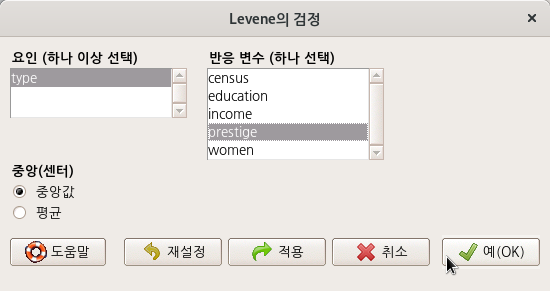 Levene의 검정
요인 (하나 이상 선택)
type
반응 변수 (하나 선택)
census
education
income
prestige
women
중앙(센터)
중앙값
평균
도움말 재설정 적용 취소 예(OK)